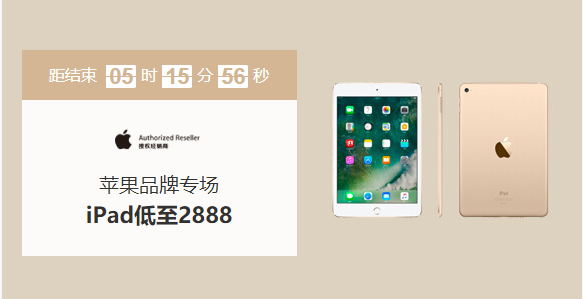 距结束 05 时 15 分 56 秒
Authorized Reseller
授权经销商
苹果品牌专场
iPad低至2888
iPad